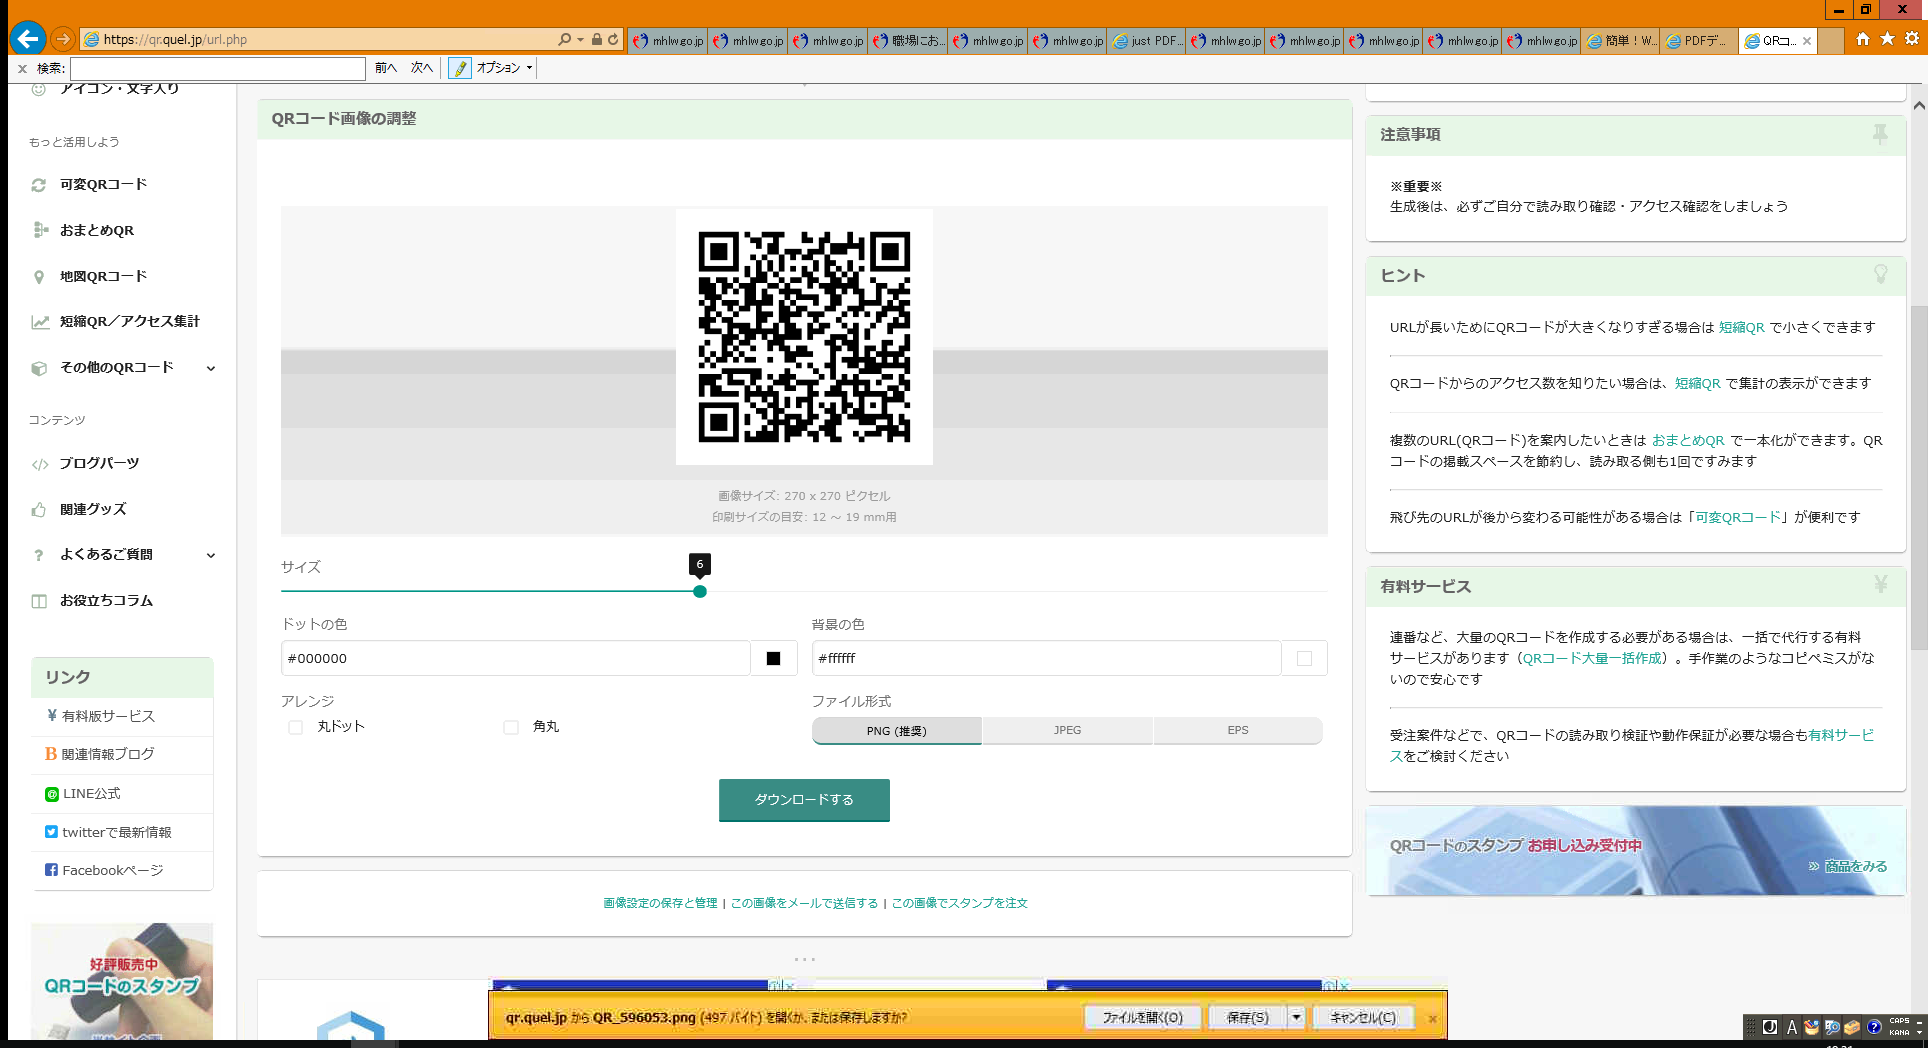 https://qr.quel.jp/url.php
mhlw.go.jp
mhlw.go.jp
mhlw.go.jp
職場にお...
mhlw.go.jp
mhlw.go.jp
just PDF...
mhlw.go.jp
mhlw.go.jp
mhlw.go.jp
mhlw.go.jp
mhlw.go.jp
簡単！W...
PDFデ...
QRコ...
検索:
前へ 次へ
オプション
アイコン・文字入り
もっと活用しよう
可変QRコード
おまとめQR
地図QRコード
短縮QR／アクセス集計
その他のQRコード
コンテンツ
ブログパーツ
関連グッズ
よくあるご質問
お役立ちコラム
リンク
¥ 有料版サービス
関連情報ブログ
LINE公式
twitterで最新情報
Facebookページ
好評販売中
QRコードのスタンプ
QRコード画像の調整
画像サイズ: 270 x 270 ピクセル
印刷サイズの目安: 12 ～ 19 mm用
サイズ
6
ドットの色
#000000
背景の色
#ffffff
アレンジ
丸ドット
角丸
ファイル形式
PNG (推奨)
JPEG
EPS
ダウンロードする
画像設定の保存と管理 | この画像をメールで送信する | この画像でスタンプを注文
...
注意事項
※重要※
生成後は、必ずご自分で読み取り確認・アクセス確認をしましょう
ヒント
URLが長いためにQRコードが大きくなりすぎる場合は 短縮QR で小さくできます
QRコードからのアクセス数を知りたい場合は、短縮QR で集計の表示ができます
複数のURL(QRコード)を案内したいときは おまとめQR で一本化ができます。QR
コードの掲載スペースを節約し、読み取る側も1回ですみます
飛び先のURLが後から変わる可能性がある場合は「可変QRコード」が便利です
有料サービス
¥
連番など、大量のQRコードを作成する必要がある場合は、一括で代行する有料
サービスがあります（QRコード大量一括作成）。手作業のようなコピペミスがな
いので安心です
受注案件などで、QRコードの読み取り検証や動作保証が必要な場合も有料サービ
スをご検討ください
QRコードのスタンプ お申し込み受付中
» 商品をみる
qr.quel.jp から QR_596053.png (497 バイト) を開くか、または保存しますか?
ファイルを開く(O)
保存(S)
キャンセル(C)
A
CAPS
KANA